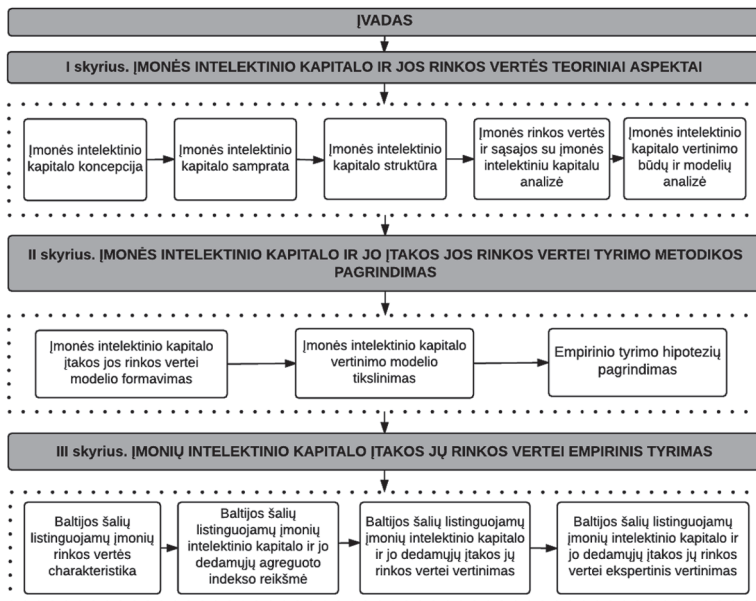 ĮVADAS
I skyrius. ĮMONĖS INTELEKTINIO KAPITALO IR JOS RINKOS VERTĖS TEORINIAI ASPEKTAI
Įmonės intelektinio
kapitalo koncepcija
Įmonės intelektinio
kapitalo samprata
Įmonės intelektinio
kapitalo struktūra
Įmonės rinkos vertės
ir sąsajos su įmonės
intelektiniu kapitalu
analizė
Įmonės intelektinio
kapitalo vertinimo
būdų ir modelių
analizė
II skyrius. ĮMONĖS INTELEKTINIO KAPITALO IR JO ĮTAKOS JOS RINKOS VERTEI TYRIMO METODIKOS
PAGRINDIMAS
Įmonės intelektinio kapitalo
įtakos jos rinkos vertei
modelio formavimas
Įmonės intelektinio kapitalo
vertinimo modelio
tikslinimas
Empirinio tyrimo hipotezių
pagrindimas
III skyrius. ĮMONIŲ INTELEKTINIO KAPITALO ĮTAKOS JŲ RINKOS VERTEI EMPIRINIS TYRIMAS
Baltijos šalių
listinguojamų įmonių
rinkos vertės
charakteristika
Baltijos šalių
listinguojamų įmonių
intelektinio kapitalo ir jo
dedamųjų agreguoto
indekso reikšmė
Baltijos šalių listinguojamų
įmonių intelektinio kapitalo
ir jo dedamųjų įtakos jų
rinkos vertei vertinimas
Baltijos šalių listinguojamų
įmonių intelektinio kapitalo ir
jo dedamųjų įtakos jų rinkos
vertei ekspertinis vertinimas